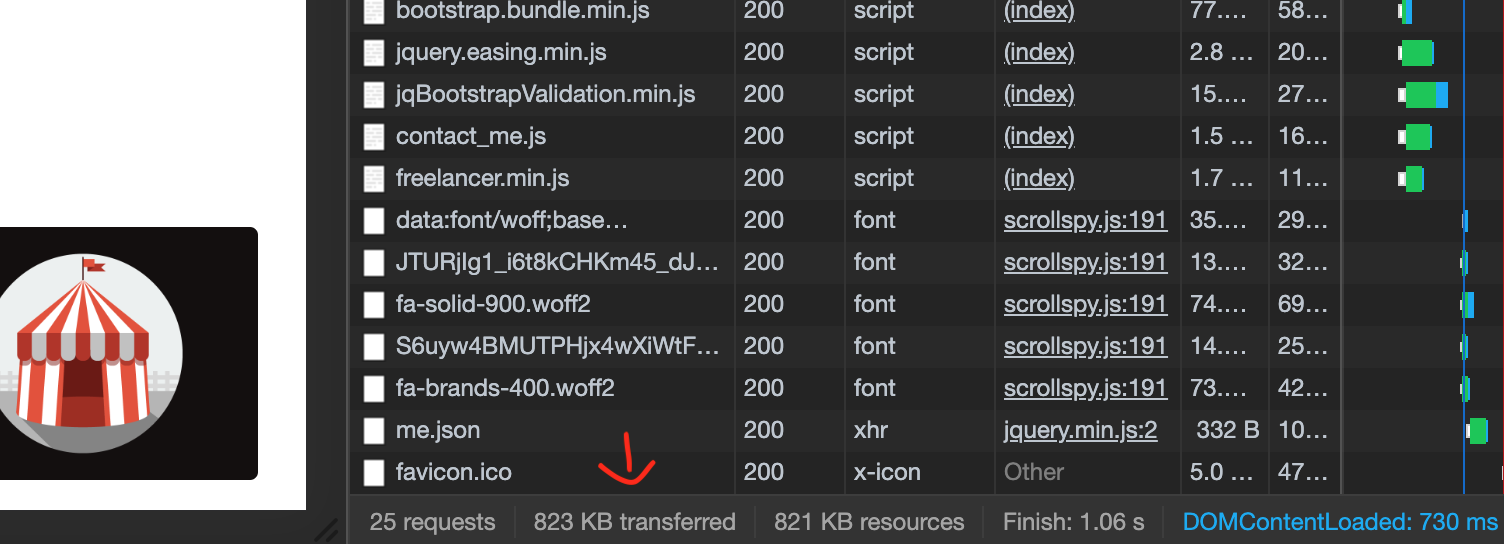 bootstrap.bundle.min.js 200 script (index) 77.... 58...
jquery.easing.min.js 200 script (index) 2.8 ... 20...
jqBootstrapValidation.min.js 200 script (index) 15.... 27...
contact_me.js 200 script (index) 1.5 ... 16...
freelancer.min.js 200 script (index) 1.7 ... 11...
data:font/woff;base... 200 font scrollspy.js:191 35.... 29...
JTURjIg1_i6t8kCHKm45_dJ... 200 font scrollspy.js:191 13.... 32...
fa-solid-900.woff2 200 font scrollspy.js:191 74.... 69...
S6uyw4BMUTPHjx4wXiWtF... 200 font scrollspy.js:191 14.... 25...
fa-brands-400.woff2 200 font scrollspy.js:191 73.... 42...
me.json 200 xhr jquery.min.js:2 332 B 10...
favicon.ico 200 x-icon Other 5.0 ... 47...
25 requests 823 KB transferred 821 KB resources Finish: 1.06 s DOMContentLoaded: 730 ms